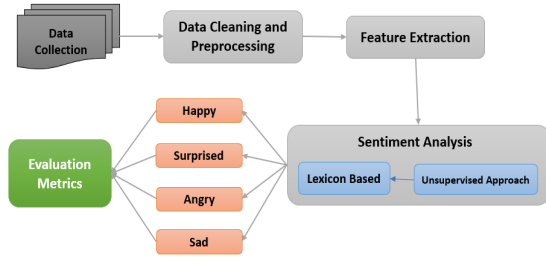 Data
Collection
Data Cleaning and
Preprocessing
Feature Extraction
Happy
Surprised
Angry
Sad
Evaluation
Metrics
Sentiment Analysis
Lexicon Based
Unsupervised Approach